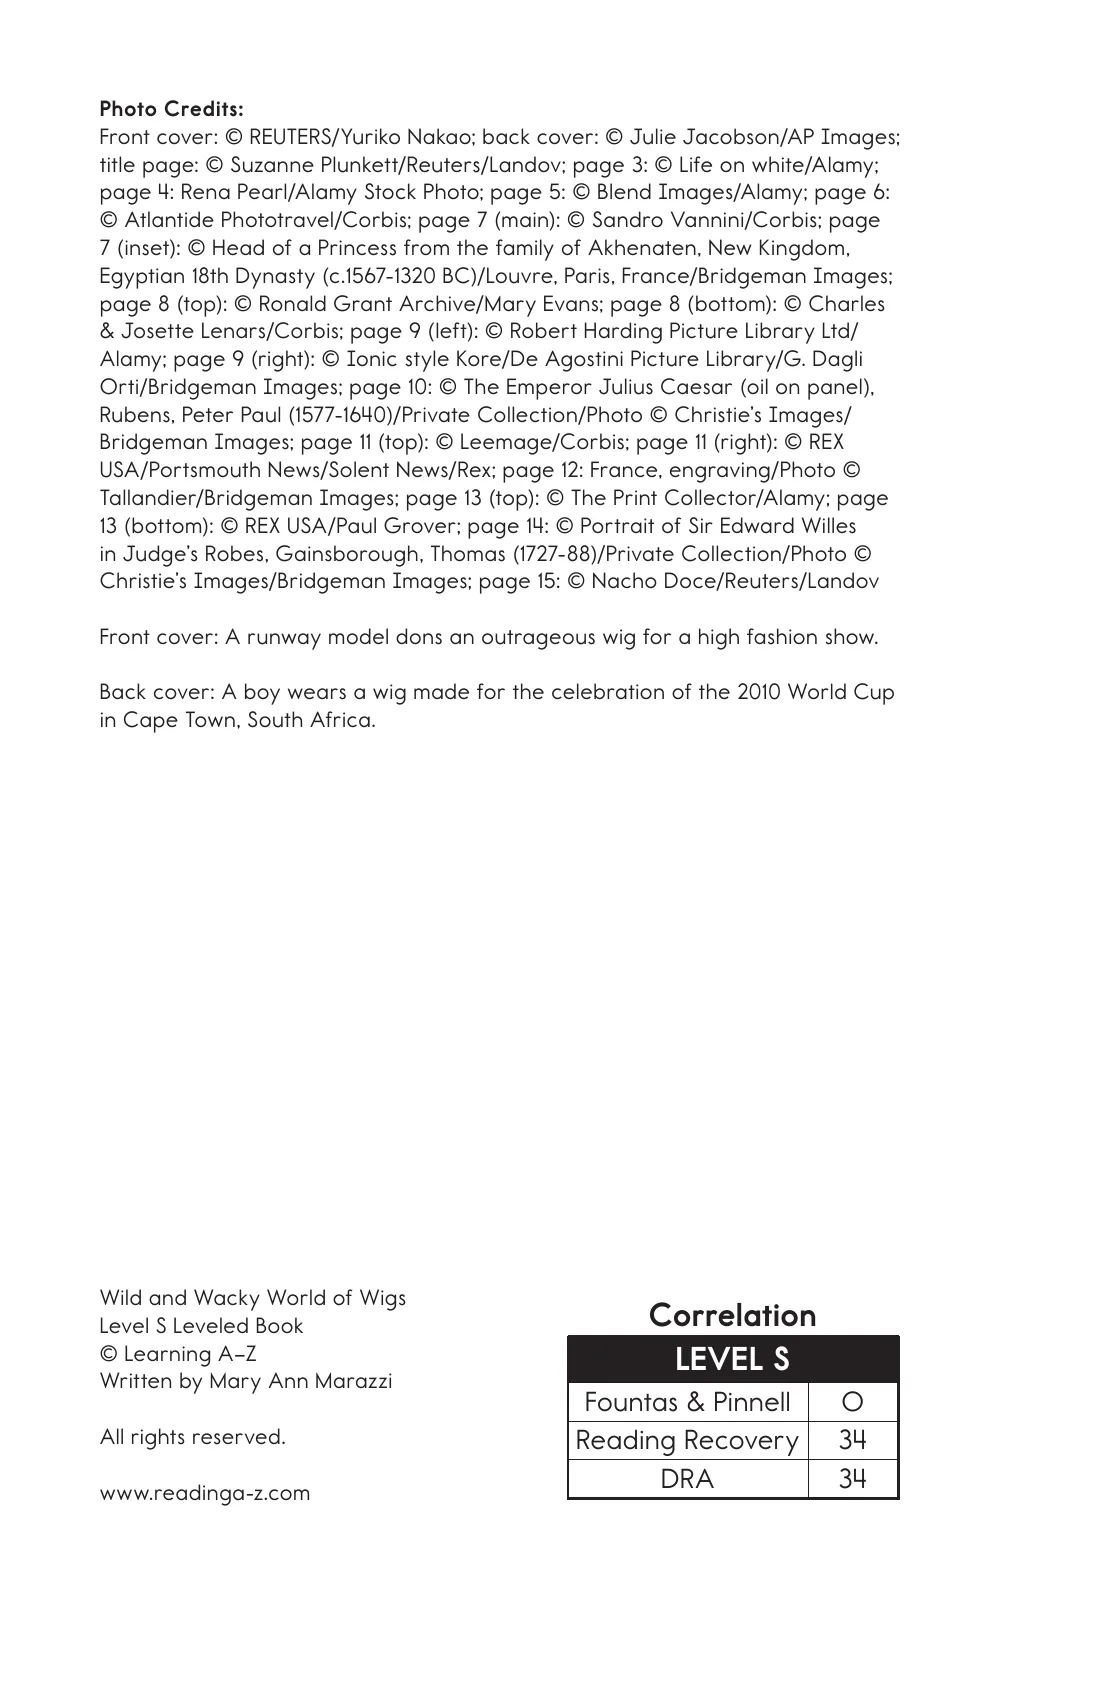 Photo Credits:
Front cover: © REUTERS/Yuriko Nakao; back cover: © Julie Jacobson/AP Images;
title page: © Suzanne Plunkett/Reuters/Landov; page 3: © Life on white/Alamy;
page 4: Rena Pearl/Alamy Stock Photo; page 5: © Blend Images/Alamy; page 6:
© Atlantide Phototravel/Corbis; page 7 (main): © Sandro Vannini/Corbis; page
7 (inset): © Head of a Princess from the family of Akhenaten, New Kingdom,
Egyptian 18th Dynasty (c.1567-1320 BC)/Louvre, Paris, France/Bridgeman Images;
page 8 (top): © Ronald Grant Archive/Mary Evans; page 8 (bottom): © Charles
& Josette Lenars/Corbis; page 9 (left): © Robert Harding Picture Library Ltd/
Alamy; page 9 (right): © Ionic style Kore/De Agostini Picture Library/G. Dagli
Orti/Bridgeman Images; page 10: © The Emperor Julius Caesar (oil on panel),
Rubens, Peter Paul (1577-1640)/Private Collection/Photo © Christie's Images/
Bridgeman Images; page 11 (top): © Leemage/Corbis; page 11 (right): © REX
USA/Portsmouth News/Solent News/Rex; page 12: France, engraving/Photo ©
Tallandier/Bridgeman Images; page 13 (top): © The Print Collector/Alamy; page
13 (bottom): © REX USA/Paul Grover; page 14: © Portrait of Sir Edward Willes
in Judge's Robes, Gainsborough, Thomas (1727-88)/Private Collection/Photo ©
Christie's Images/Bridgeman Images; page 15: © Nacho Doce/Reuters/Landov
Front cover: A runway model dons an outrageous wig for a high fashion show.
Back cover: A boy wears a wig made for the celebration of the 2010 World Cup
in Cape Town, South Africa.
Wild and Wacky World of Wigs
Level S Leveled Book
© Learning A–Z
Written by Mary Ann Marazzi
All rights reserved.
www.readinga-z.com
Correlation
LEVEL S
Fountas & Pinnell O
Reading Recovery 34
DRA 34